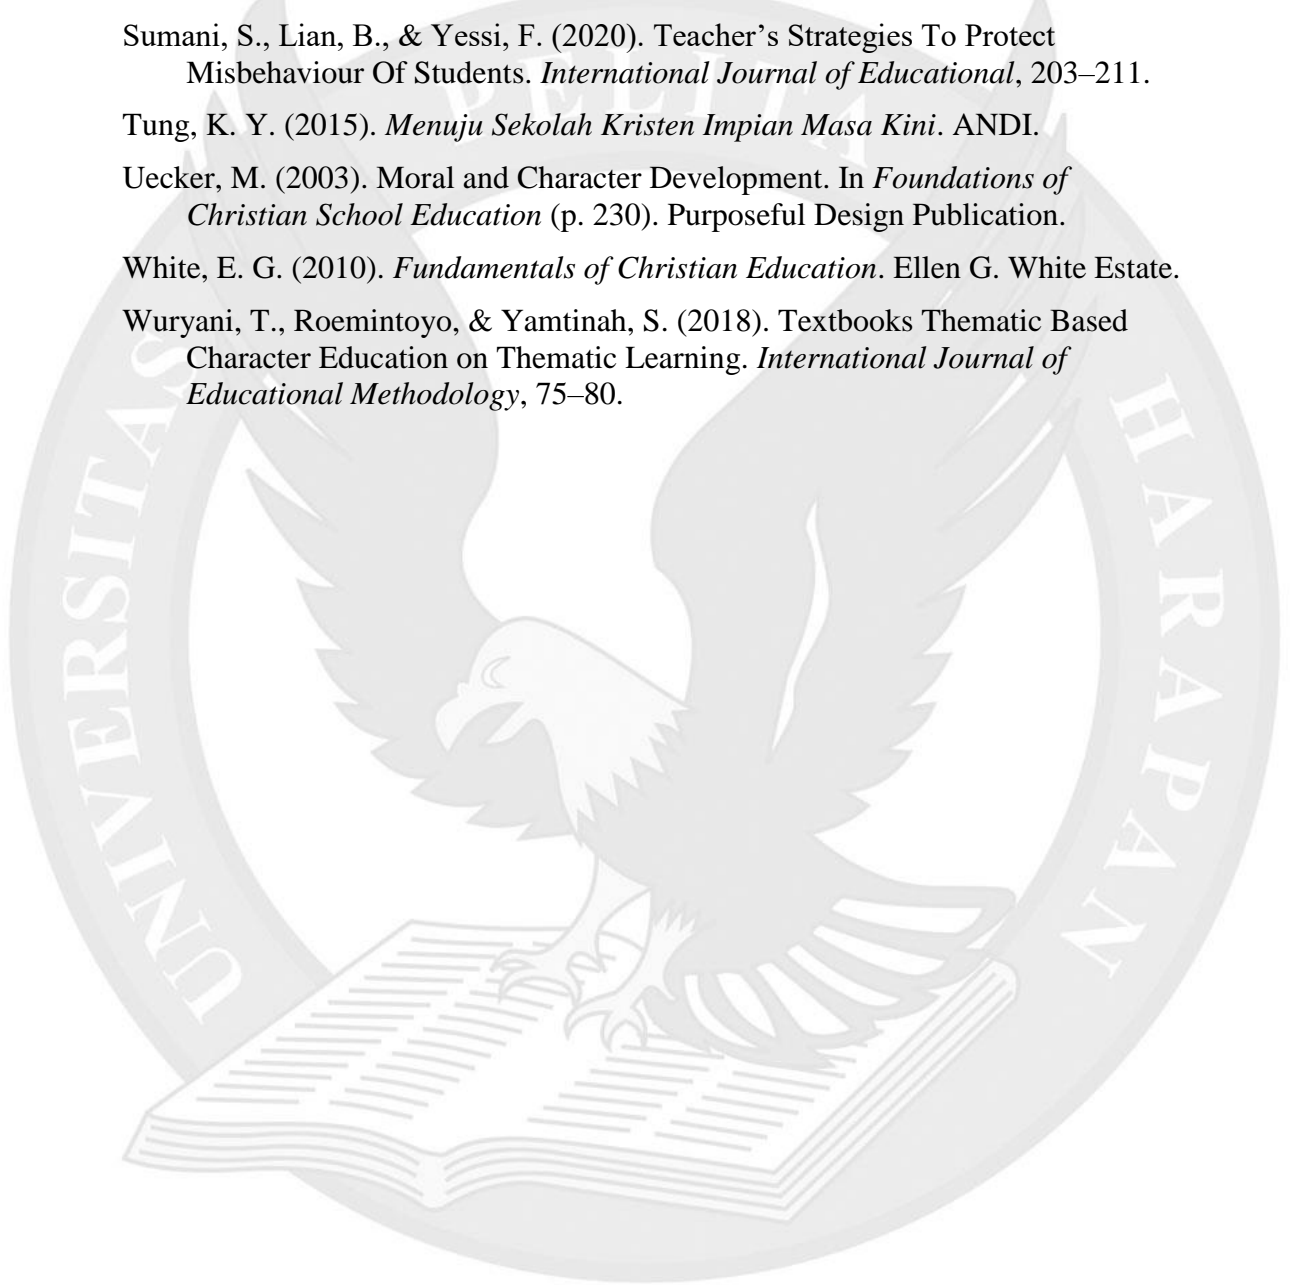 Sumani, S., Lian, B., & Yessi, F. (2020). Teacher’s Strategies To Protect
Misbehaviour Of Students. International Journal of Educational, 203–211.
Tung, K. Y. (2015). Menuju Sekolah Kristen Impian Masa Kini. ANDI.
Uecker, M. (2003). Moral and Character Development. In Foundations of
Christian School Education (p. 230). Purposeful Design Publication.
White, E. G. (2010). Fundamentals of Christian Education. Ellen G. White Estate.
Wuryani, T., Roemintoyo, & Yamtinah, S. (2018). Textbooks Thematic Based
Character Education on Thematic Learning. International Journal of
Educational Methodology, 75–80.
UNIVERSITAS PELITA HARAPAN